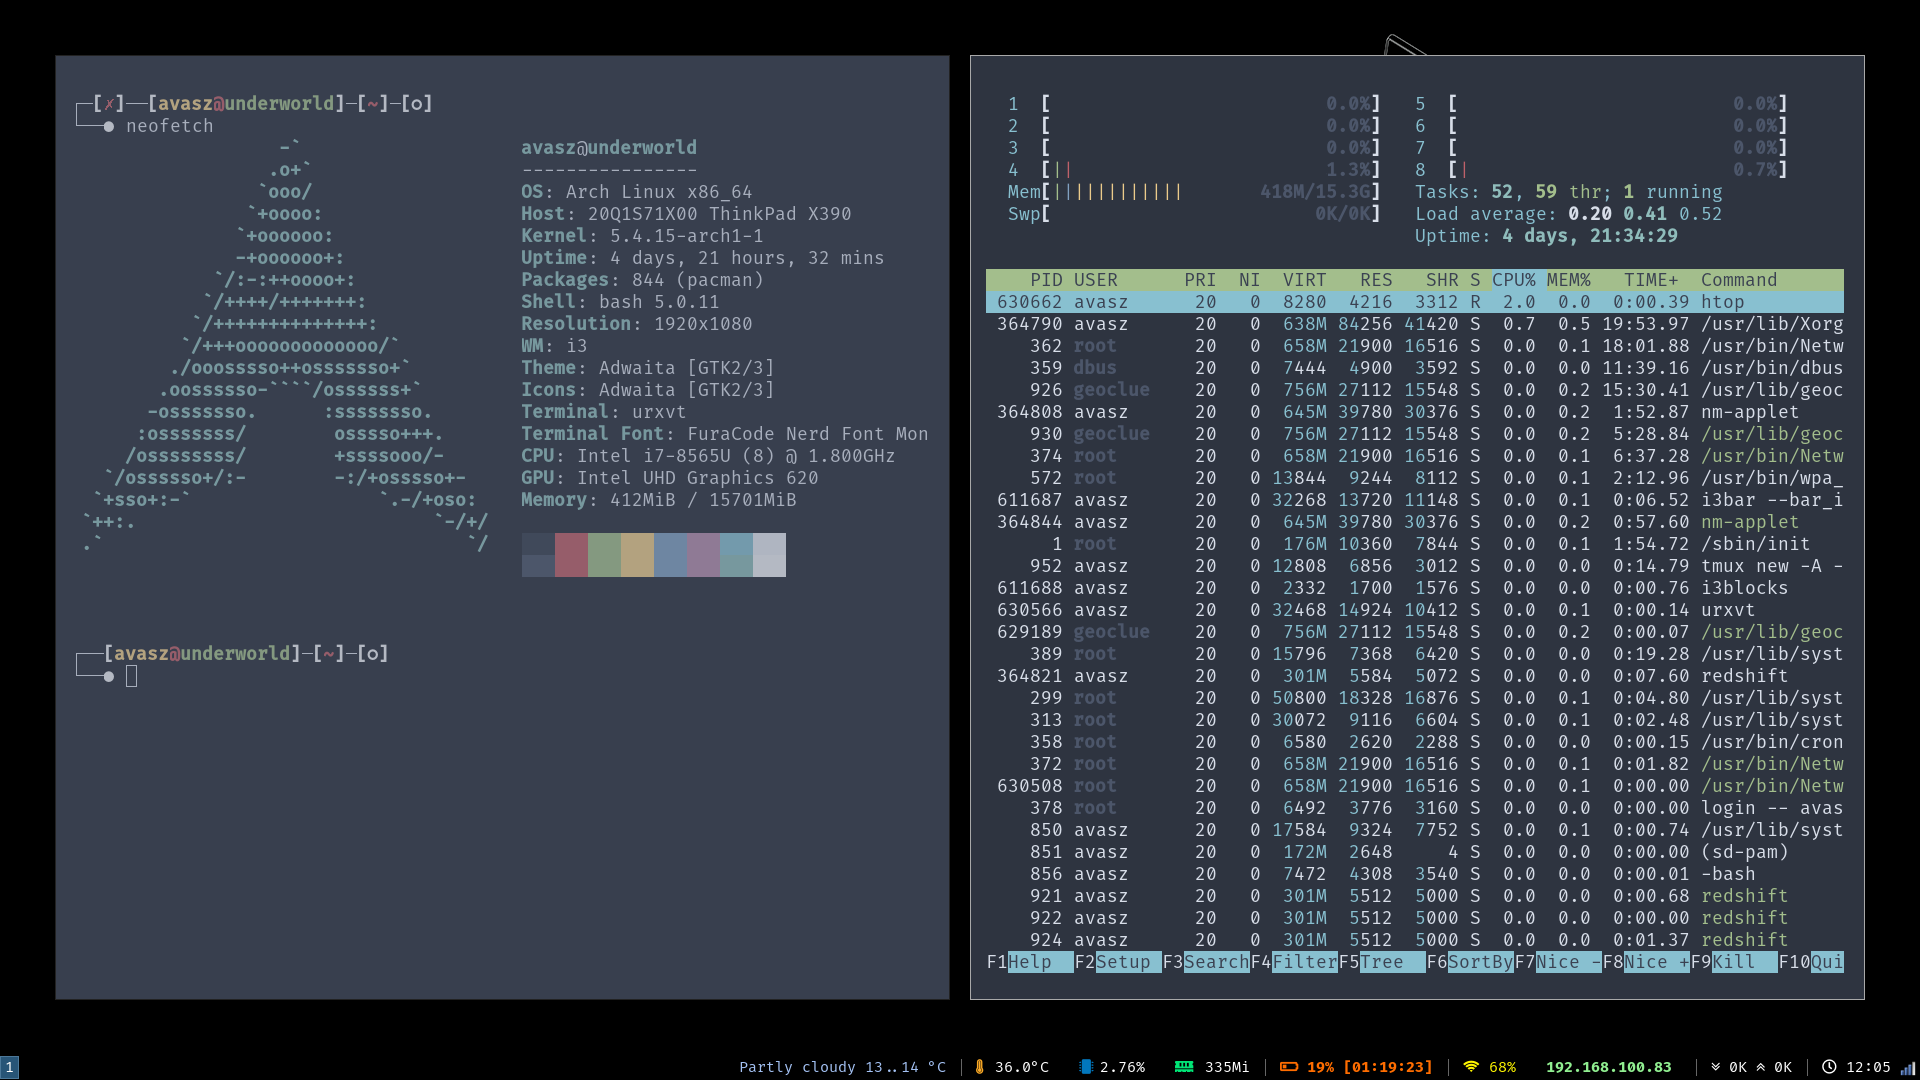 ┌─[✗]──[avasz@underworld]─[~]─[o]
└──● neofetch
-`
.o+`
`ooo/
`+oooo:
`+oooooo:
-+oooooo+:
`/:-:++oooo+:
`/++++/+++++++:
`/++++++++++++++:
`/+++ooooooooooooo/`
./ooosssso++osssssso+`
.oossssso-````/ossssss+`
-osssssso.      :ssssssso.
:osssssss/        osssso+++.
/ossssssss/        +ssssooo/-
`/ossssso+/:-        -:/+osssso+-
`+sso+:-`                 `.-/+oso:
`++:.                           `-/+/
.`                                 `/
avasz@underworld
----------------
OS: Arch Linux x86_64
Host: 20Q1S71X00 ThinkPad X390
Kernel: 5.4.15-arch1-1
Uptime: 4 days, 21 hours, 32 mins
Packages: 844 (pacman)
Shell: bash 5.0.11
Resolution: 1920x1080
WM: i3
Theme: Adwaita [GTK2/3]
Icons: Adwaita [GTK2/3]
Terminal: urxvt
Terminal Font: FuraCode Nerd Font Mon
CPU: Intel i7-8565U (8) @ 1.800GHz
GPU: Intel UHD Graphics 620
Memory: 412MiB / 15701MiB
┌──[avasz@underworld]─[~]─[o]
└──●
1 [ 0.0%] 5 [ 0.0%]
2 [ 0.0%] 6 [ 0.0%]
3 [ 0.0%] 7 [ 0.0%]
4 [|| 1.3%] 8 [| 0.7%]
Mem[|||||||||||| 418M/15.3G] Tasks: 52, 59 thr; 1 running
Swp[ 0K/0K] Load average: 0.20 0.41 0.52
Uptime: 4 days, 21:34:29
PID USER PRI NI VIRT RES SHR S CPU% MEM% TIME+ Command
630662 avasz 20 0 8280 4216 3312 R 2.0 0.0 0:00.39 htop
364790 avasz 20 0 638M 84256 41420 S 0.7 0.5 19:53.97 /usr/lib/Xorg
362 root 20 0 658M 21900 16516 S 0.0 0.1 18:01.88 /usr/bin/Netw
359 dbus 20 0 7444 4900 3592 S 0.0 0.0 11:39.16 /usr/bin/dbus
926 geoclue 20 0 756M 27112 15548 S 0.0 0.2 15:30.41 /usr/lib/geoc
364808 avasz 20 0 645M 39780 30376 S 0.0 0.2 1:52.87 nm-applet
930 geoclue 20 0 756M 27112 15548 S 0.0 0.2 5:28.84 /usr/lib/geoc
374 root 20 0 658M 21900 16516 S 0.0 0.1 6:37.28 /usr/bin/Netw
572 root 20 0 13844 9244 8112 S 0.0 0.1 2:12.96 /usr/bin/wpa_
611687 avasz 20 0 32268 13720 11148 S 0.0 0.1 0:06.52 i3bar --bar_i
364844 avasz 20 0 645M 39780 30376 S 0.0 0.2 0:57.60 nm-applet
1 root 20 0 176M 10360 7844 S 0.0 0.1 1:54.72 /sbin/init
952 avasz 20 0 12808 6856 3012 S 0.0 0.0 0:14.79 tmux new -A -
611688 avasz 20 0 2332 1700 1576 S 0.0 0.0 0:00.76 i3blocks
630566 avasz 20 0 32468 14924 10412 S 0.0 0.1 0:00.14 urxvt
629189 geoclue 20 0 756M 27112 15548 S 0.0 0.2 0:00.07 /usr/lib/geoc
389 root 20 0 15796 7368 6420 S 0.0 0.0 0:19.28 /usr/lib/syst
364821 avasz 20 0 301M 5584 5072 S 0.0 0.0 0:07.60 redshift
299 root 20 0 50800 18328 16876 S 0.0 0.1 0:04.80 /usr/lib/syst
313 root 20 0 30072 9116 6604 S 0.0 0.1 0:02.48 /usr/lib/syst
358 root 20 0 6580 2620 2288 S 0.0 0.0 0:00.15 /usr/bin/cron
372 root 20 0 658M 21900 16516 S 0.0 0.1 0:01.82 /usr/bin/Netw
630508 root 20 0 658M 21900 16516 S 0.0 0.1 0:00.00 /usr/bin/Netw
378 root 20 0 6492 3776 3160 S 0.0 0.0 0:00.00 login -- avas
850 avasz 20 0 17584 9324 7752 S 0.0 0.1 0:00.74 /usr/lib/syst
851 avasz 20 0 172M 2648 4 S 0.0 0.0 0:00.00 (sd-pam)
856 avasz 20 0 7472 4308 3540 S 0.0 0.0 0:00.01 -bash
921 avasz 20 0 301M 5512 5000 S 0.0 0.0 0:00.68 redshift
922 avasz 20 0 301M 5512 5000 S 0.0 0.0 0:00.00 redshift
924 avasz 20 0 301M 5512 5000 S 0.0 0.0 0:01.37 redshift
F1Help F2Setup F3SearchF4FilterF5Tree F6SortByF7Nice -F8Nice +F9Kill F10Qui
1 Partly cloudy 13..14 °C | 36.0°C 2.76% 335Mi | 19% [01:19:23] | 68% 192.168.100.83 | 0K 0K | 12:05